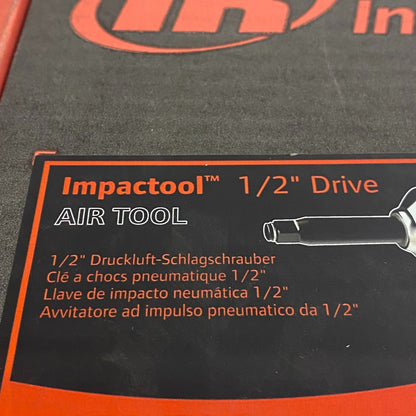 IR In
Impactool™ 1/2" Drive
AIR TOOL
1/2" Druckluft-Schlagschrauber
Clé a chocs pneumatique 1/2"
Llave de impacto neumática 1/2"
Avvitatore ad impulso pneumatico da 1/2"